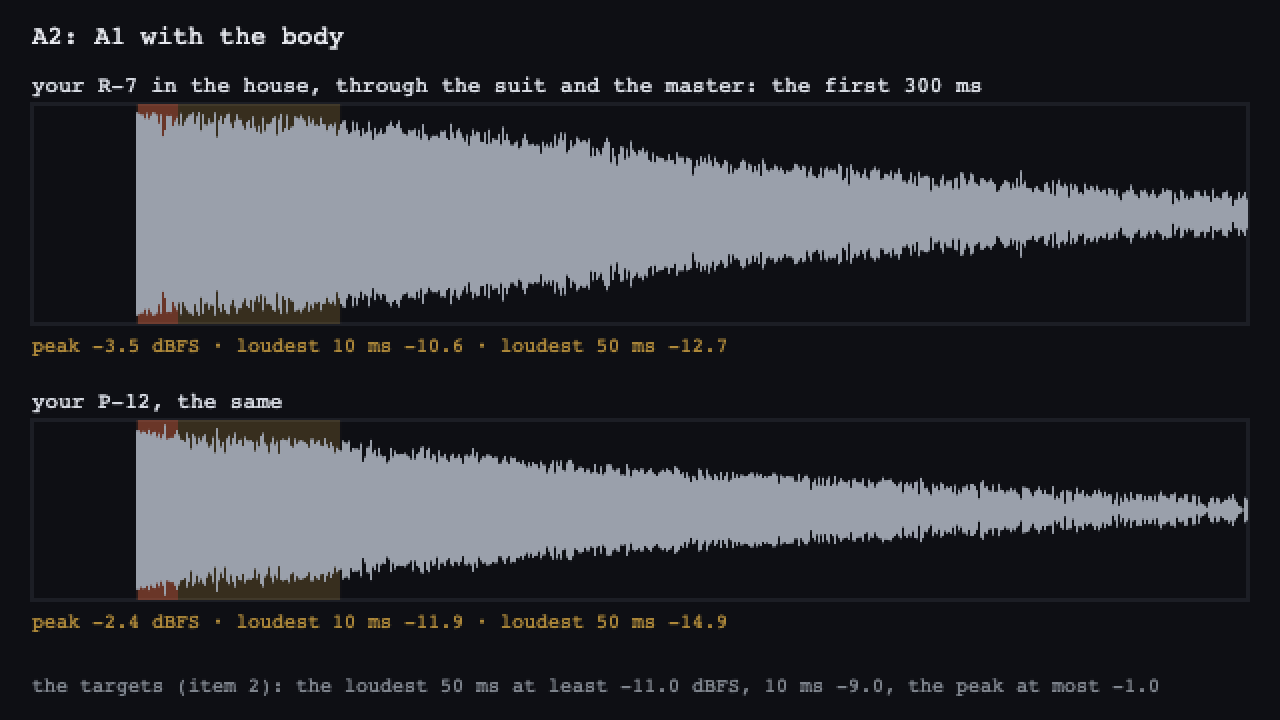 A2: A1 with the body
your R-7 in the house, through the suit and the master: the first 300 ms
peak -3.5 dBFS · loudest 10 ms -10.6 · loudest 50 ms -12.7
your P-12, the same
peak -2.4 dBFS · loudest 10 ms -11.9 · loudest 50 ms -14.9
the targets (item 2): the loudest 50 ms at least -11.0 dBFS, 10 ms -9.0, the peak at most -1.0